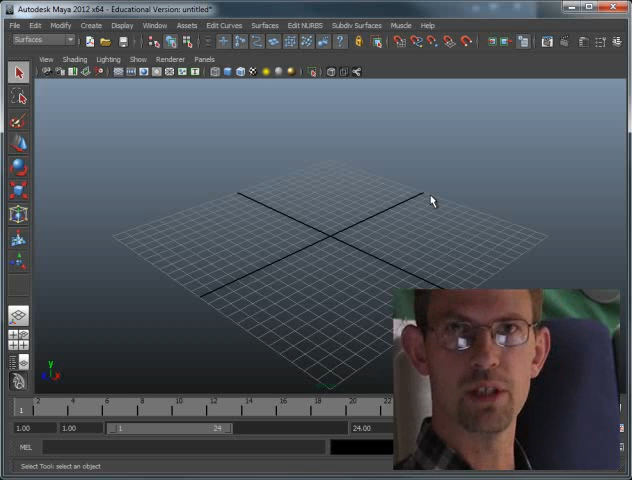 Autodesk Maya 2012 x64 - Educational Version: untitled*
File Edit Modify Create Display Window Assets Edit Curves Surfaces Edit NURBS Subdiv Surfaces Muscle Help
Surfaces
View Shading Lighting Show Renderer Panels
y
x
2 4 6 8 10 12 14 16 18 20 22
1
1.00 1.00 1 24 24.00
MEL
Select Tool: select an object